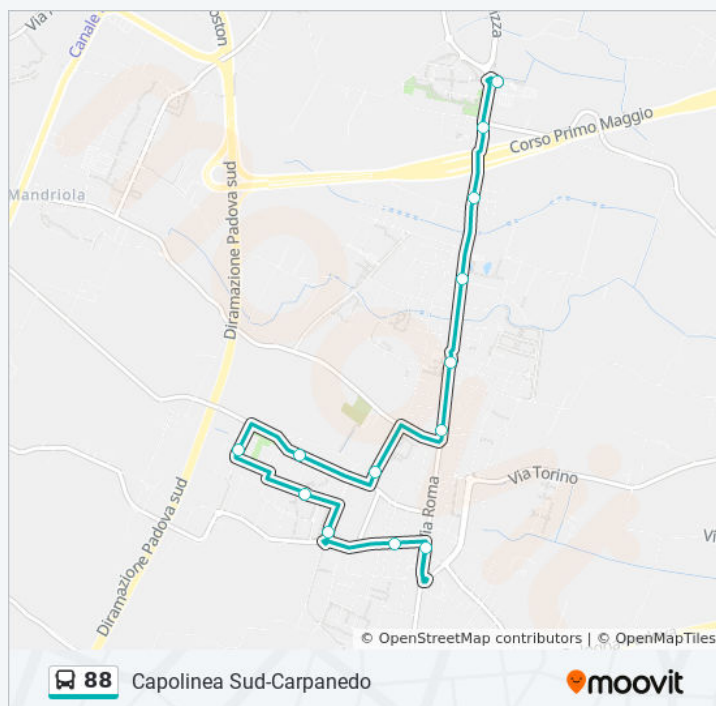 Canale
Corso Primo Maggio
Mandriola
Diramazione Padova sud
Via Torino
Via Roma
Diramazione Padova sud
© OpenStreetMap contributors | © OpenMapTiles
88 Capolinea Sud-Carpanedo
moovit